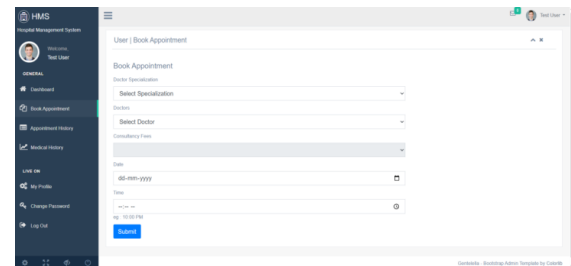 HMS
Hospital Management System
Welcome,
Test User
GENERAL
Dashboard
Book Appointment
Appointment History
Medical History
LIVE ON
My Profile
Change Password
Log Out
Test User
User | Book Appointment
Book Appointment
Doctor Specialization
Select Specialization
Doctors
Select Doctor
Consultancy Fees
Date
dd-mm-yyyy
Time
--:-- --
eg : 10:00 PM
Submit
Gentelella - Bootstrap Admin Template by Colorlib